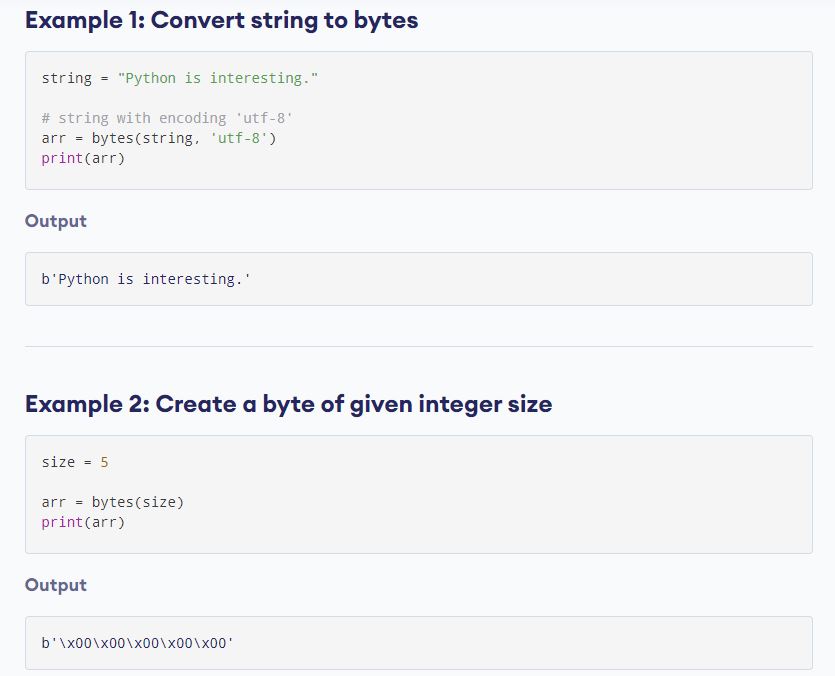 Example 1: Convert string to bytes
string = "Python is interesting."
# string with encoding 'utf-8'
arr = bytes(string, 'utf-8')
print(arr)
Output
b'Python is interesting.'
Example 2: Create a byte of given integer size
size = 5
arr = bytes(size)
print(arr)
Output
b'\x00\x00\x00\x00\x00'